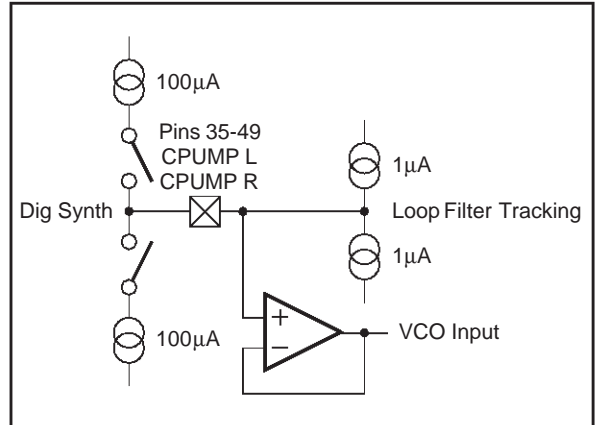 100μA
Pins 35-49
CPUMP L
CPUMP R
1μA
Dig Synth
Loop Filter Tracking
1μA
+
−
VCO Input
100μA